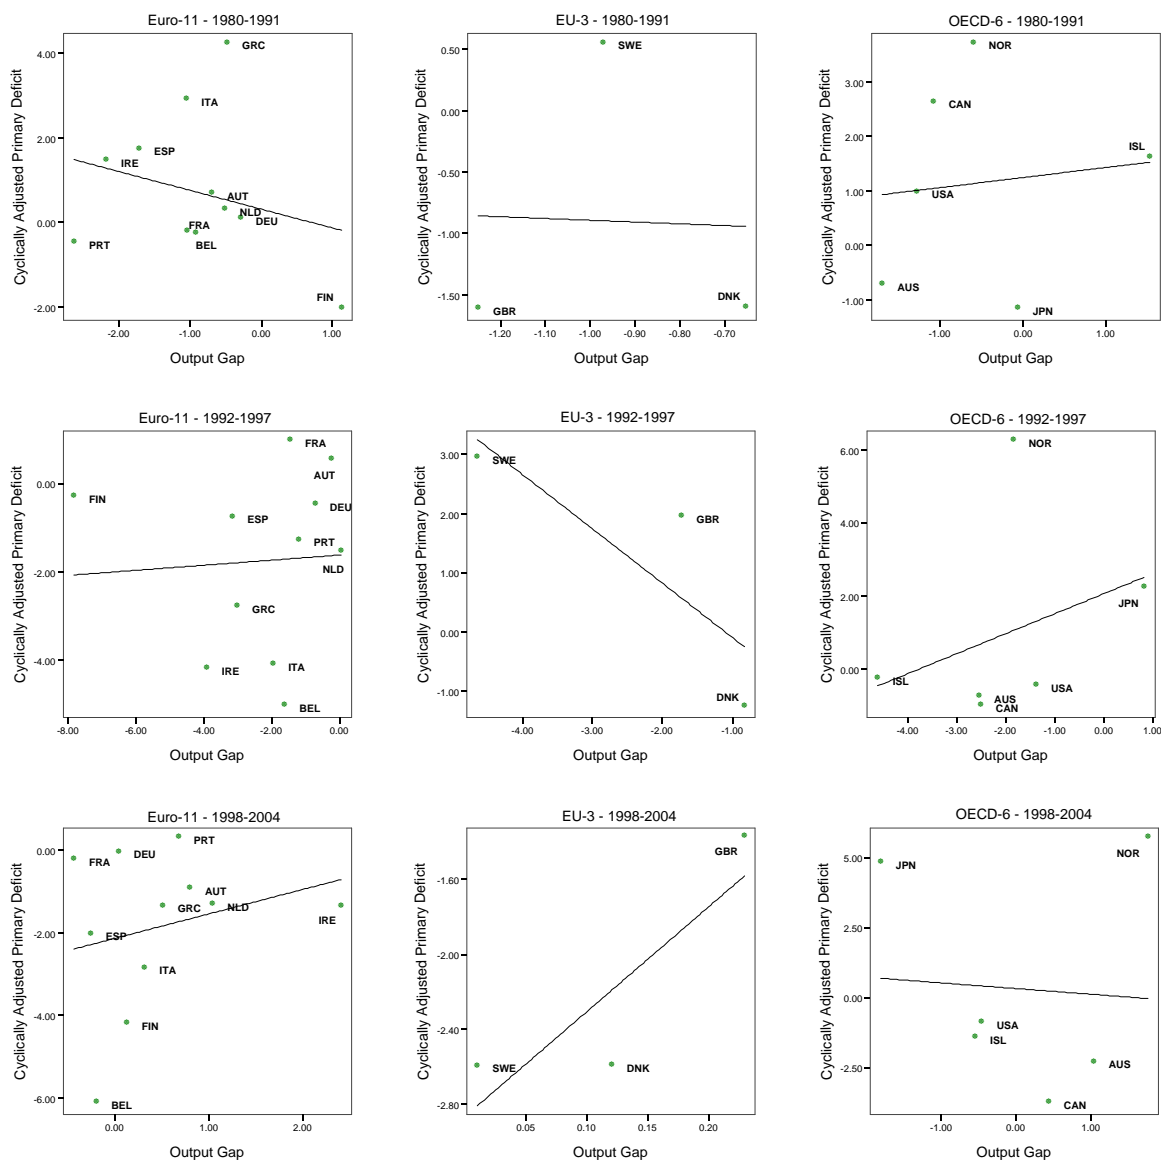 Euro-11 - 1980-1991
Cyclically Adjusted Primary Deficit
4.00
2.00
0.00
-2.00
GRC
ITA
ESP
IRE
AUT
NLD
DEU
FRA
BEL
PRT
FIN
-2.00 -1.00 0.00 1.00
Output Gap
EU-3 - 1980-1991
Cyclically Adjusted Primary Deficit
0.50
0.00
-0.50
-1.00
-1.50
SWE
DNK
GBR
-1.20 -1.10 -1.00 -0.90 -0.80 -0.70
Output Gap
OECD-6 - 1980-1991
Cyclically Adjusted Primary Deficit
3.00
2.00
1.00
0.00
-1.00
NOR
CAN
ISL
USA
AUS
JPN
-1.00 0.00 1.00
Output Gap
Euro-11 - 1992-1997
Cyclically Adjusted Primary Deficit
0.00
-2.00
-4.00
FRA
AUT
FIN
DEU
ESP
PRT
NLD
GRC
IRE
ITA
BEL
-8.00 -6.00 -4.00 -2.00 0.00
Output Gap
EU-3 - 1992-1997
Cyclically Adjusted Primary Deficit
3.00
2.00
1.00
0.00
-1.00
SWE
GBR
DNK
-4.00 -3.00 -2.00 -1.00
Output Gap
OECD-6 - 1992-1997
Cyclically Adjusted Primary Deficit
6.00
4.00
2.00
0.00
NOR
JPN
ISL
USA
AUS
CAN
-4.00 -3.00 -2.00 -1.00 0.00 1.00
Output Gap
Euro-11 - 1998-2004
Cyclically Adjusted Primary Deficit
0.00
-2.00
-4.00
-6.00
PRT
DEU
FRA
AUT
GRC
NLD
IRE
ESP
ITA
FIN
BEL
0.00 1.00 2.00
Output Gap
EU-3 - 1998-2004
Cyclically Adjusted Primary Deficit
-1.60
-2.00
-2.40
-2.80
GBR
SWE
DNK
0.05 0.10 0.15 0.20
Output Gap
OECD-6 - 1998-2004
Cyclically Adjusted Primary Deficit
5.00
2.50
0.00
-2.50
NOR
JPN
USA
ISL
AUS
CAN
-1.00 0.00 1.00
Output Gap